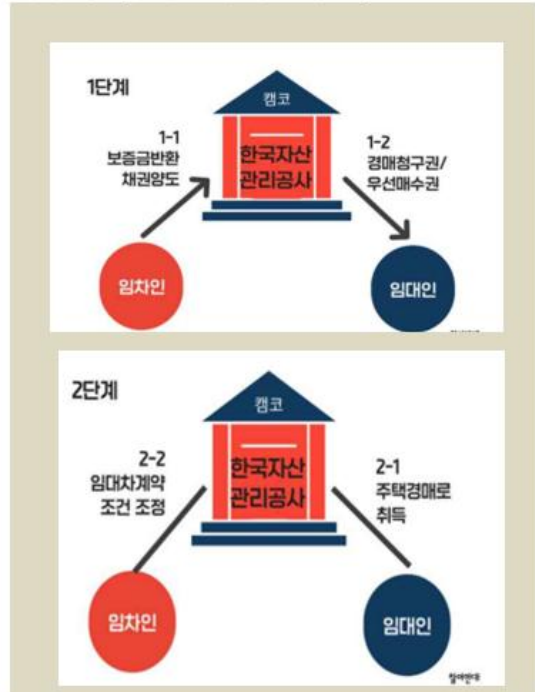 1단계
캠코
한국자산
관리공사
1-1
보증금반환
채권양도
1-2
경매청구권/
우선매수권
임차인
임대인
2단계
캠코
한국자산
관리공사
2-2
임대차계약
조건 조정
2-1
주택경매로
취득
임차인
임대인
참여연대